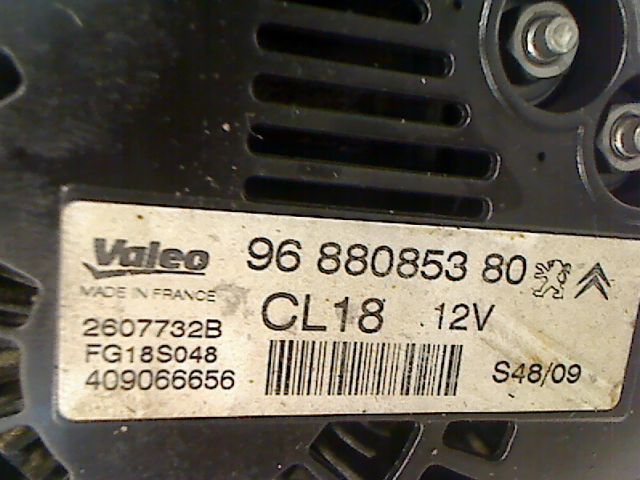 Valeo 96 880853 80
MADE IN FRANCE CL18 12V
2607732B
FG18S048
409066656 S48/09